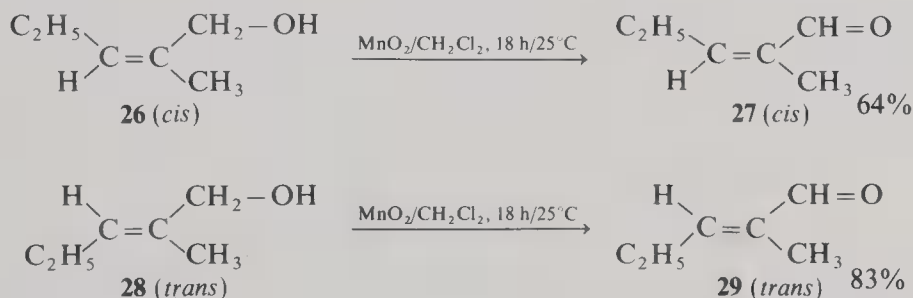 C₂H₅ CH₂–OH MnO₂/CH₂Cl₂, 18 h/25°C C₂H₅ CH=O
C=C C=C
H CH₃ H CH₃ 64%
26 (cis) 27 (cis)
H CH₂–OH MnO₂/CH₂Cl₂, 18 h/25°C H CH=O
C=C C=C
C₂H₅ CH₃ C₂H₅ CH₃ 83%
28 (trans) 29 (trans)